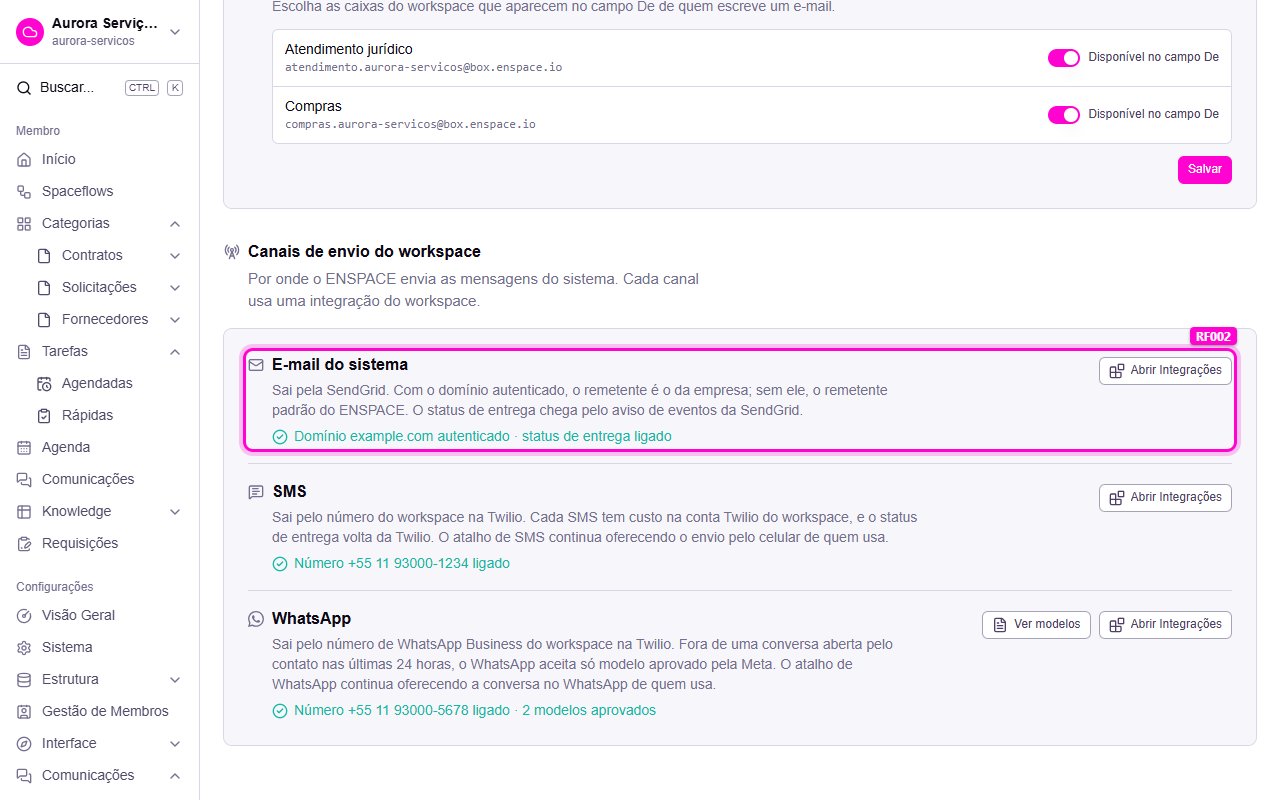 Aurora Serviç...
aurora-servicos
Buscar...
CTRL
K
Membro
Início
Spaceflows
Categorias
Contratos
Solicitações
Fornecedores
Tarefas
Agendadas
Rápidas
Agenda
Comunicações
Knowledge
Requisições
Configurações
Visão Geral
Sistema
Estrutura
Gestão de Membros
Interface
Comunicações
Escolha as caixas do workspace que aparecem no campo De de quem escreve um e-mail.
Atendimento jurídico
atendimento.aurora-servicos@box.enspace.io
Disponível no campo De
Compras
compras.aurora-servicos@box.enspace.io
Disponível no campo De
Salvar
Canais de envio do workspace
Por onde o ENSPACE envia as mensagens do sistema. Cada canal
usa uma integração do workspace.
RF002
E-mail do sistema
Abrir Integrações
Sai pela SendGrid. Com o domínio autenticado, o remetente é o da empresa; sem ele, o remetente
padrão do ENSPACE. O status de entrega chega pelo aviso de eventos da SendGrid.
Domínio example.com autenticado · status de entrega ligado
SMS
Abrir Integrações
Sai pelo número do workspace na Twilio. Cada SMS tem custo na conta Twilio do workspace, e o status
de entrega volta da Twilio. O atalho de SMS continua oferecendo o envio pelo celular de quem usa.
Número +55 11 93000-1234 ligado
WhatsApp
Ver modelos
Abrir Integrações
Sai pelo número de WhatsApp Business do workspace na Twilio. Fora de uma conversa aberta pelo
contato nas últimas 24 horas, o WhatsApp aceita só modelo aprovado pela Meta. O atalho de
WhatsApp continua oferecendo a conversa no WhatsApp de quem usa.
Número +55 11 93000-5678 ligado · 2 modelos aprovados